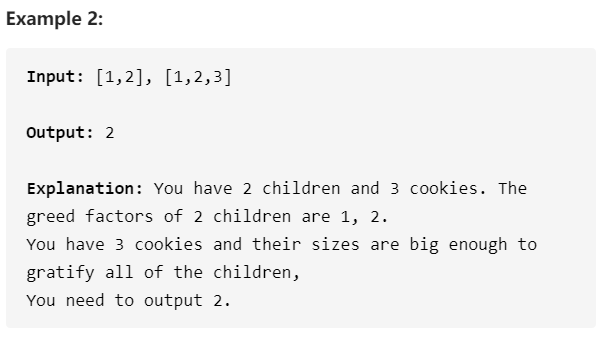 Example 2:
Input: [1,2], [1,2,3]
Output: 2
Explanation: You have 2 children and 3 cookies. The
greed factors of 2 children are 1, 2.
You have 3 cookies and their sizes are big enough to
gratify all of the children,
You need to output 2.